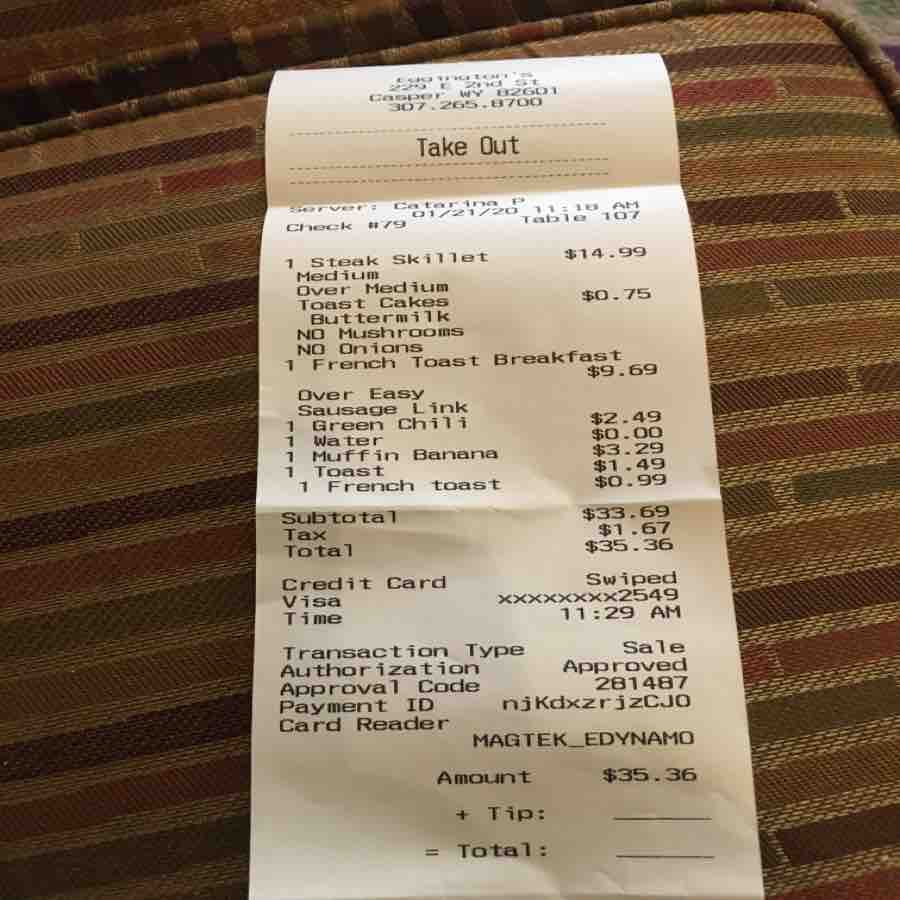 Eggington's
229 E 2nd St
Casper WY 82601
307.265.8700
Take Out
Server: Catarina P
01/21/20 11:18 AM
Check #79 Table 107
1 Steak Skillet $14.99
Medium
Over Medium
Toast Cakes $0.75
Buttermilk
NO Mushrooms
NO Onions
1 French Toast Breakfast
$9.69
Over Easy
Sausage Link
1 Green Chili $2.49
1 Water $0.00
1 Muffin Banana $3.29
1 Toast $1.49
1 French toast $0.99
Subtotal $33.69
Tax $1.67
Total $35.36
Credit Card Swiped
Visa xxxxxxxx2549
Time 11:29 AM
Transaction Type Sale
Authorization Approved
Approval Code 281487
Payment ID njKdxzrjzCJO
Card Reader
MAGTEK_EDYNAMO
Amount $35.36
+ Tip:
= Total: